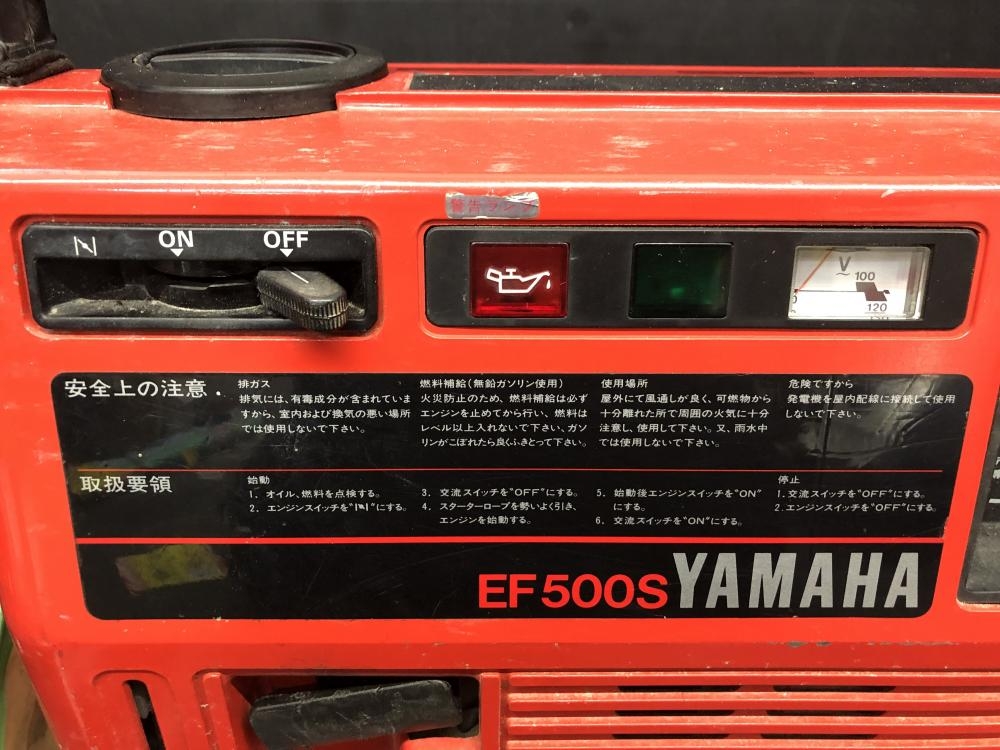 ON OFF
警告ランプ
V
~
100
120
安全上の注意.
排ガス
排気には、有毒成分が含まれていま
すから、室内および換気の悪い場所
では使用しないで下さい。
燃料補給(無鉛ガソリン使用)
火災防止のため、燃料補給は必ず
エンジンを止めてから行い、燃料は
レベル以上入れないで下さい、ガソ
リンがこぼれたら良くふきとって下さい。
使用場所
屋外にて風通しが良く、可燃物から
十分離れた所で周囲の火気に十分
注意し、使用して下さい。又、雨水中
では使用しないで下さい。
危険ですから
発電機を屋内配線に接続して使用
しないで下さい。
取扱要領
始動
1. オイル、燃料を点検する。
2. エンジンスイッチを"|N|"にする。
3. 交流スイッチを"OFF"にする。
4. スターターロープを勢いよく引き、
エンジンを始動する。
5. 始動後エンジンスイッチを"ON"
にする。
6. 交流スイッチを"ON"にする。
停止
1. 交流スイッチを"OFF"にする。
2. エンジンスイッチを"OFF"にする。
EF500S YAMAHA